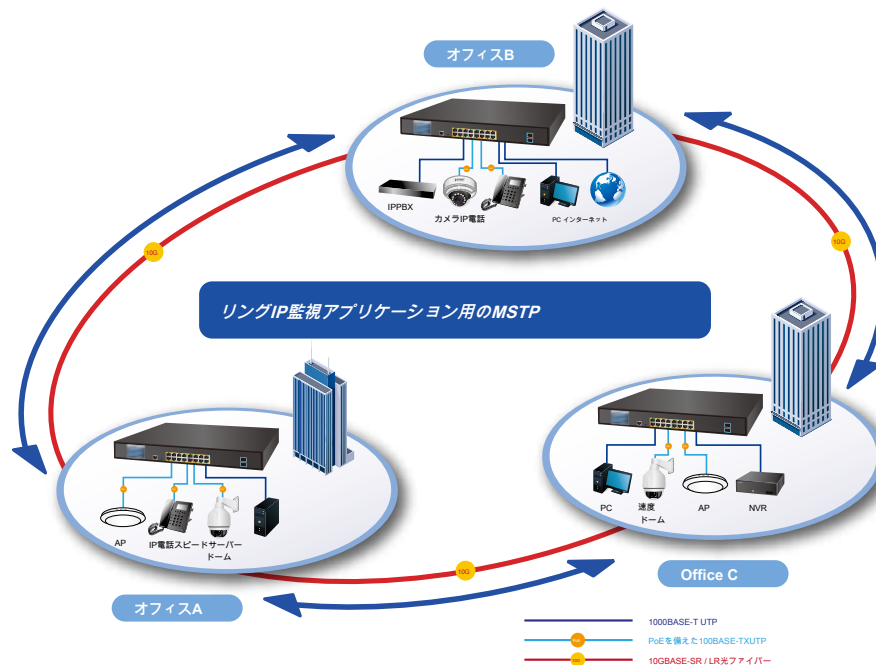 オフィスB
IPPBX
カメラIP電話
PC インターネット
10G
10G
リングIP監視アプリケーション用のMSTP
AP
IP電話スピードサーバー
ドーム
PC
速度
ドーム
AP
NVR
10G
オフィスA
Office C
1000BASE-T UTP
PoEを備えた100BASE-TXUTP
10GBASE-SR / LR光ファイバー